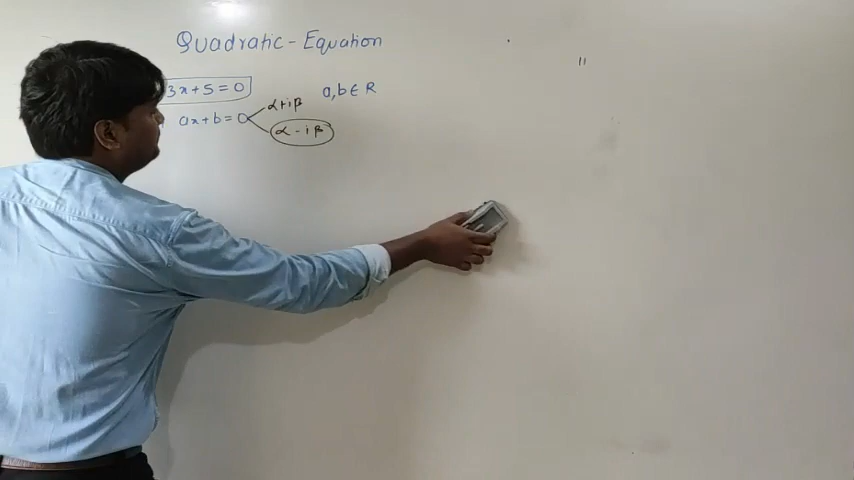 Quadratic - Equation
3x+5=0
a,b ∈ R
ax+b=0
α+iβ
α-iβ